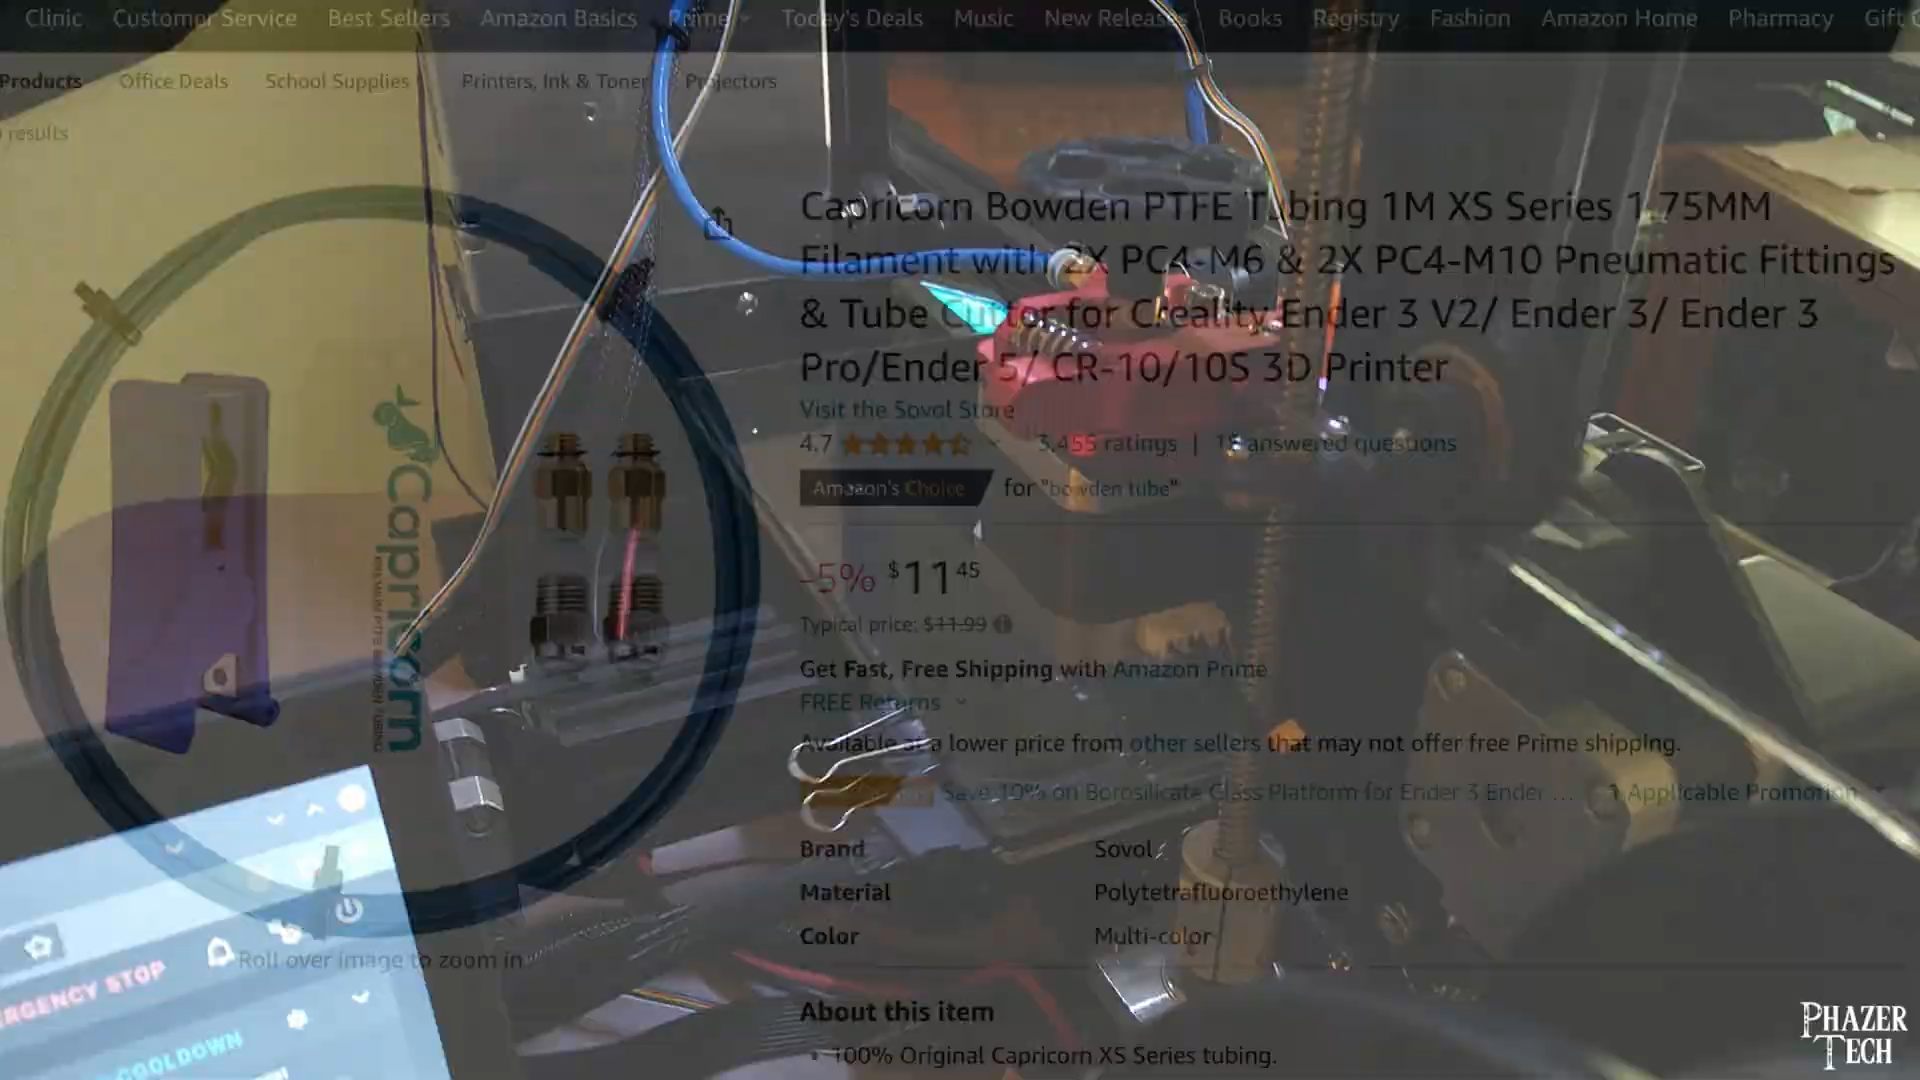 Clinic Customer Service Best Sellers Amazon Basics Prime Today's Deals Music New Releases Books Registry Fashion Amazon Home Pharmacy Gift
Products Office Deals School Supplies Printers, Ink & Toner Projectors
results
Capricorn Bowden PTFE Tubing 1M XS Series 1.75MM
Filament with 2X PC4-M6 & 2X PC4-M10 Pneumatic Fittings
& Tube Cutter for Creality Ender 3 V2/ Ender 3/ Ender 3
Pro/Ender 5/ CR-10/10S 3D Printer
Visit the Sovol Store
4.7 3,455 ratings | answered questions
Amazon's Choice for "bowden tube"
-5% $11 45
Typical price: $11.99
Get Fast, Free Shipping with Amazon Prime
FREE Returns
Available at a lower price from other sellers that may not offer free Prime shipping.
Save 10% on Borosilicate Glass Platform for Ender 3 Ender ... 1 Applicable Promotion
Brand Sovol
Material Polytetrafluoroethylene
Color Multi-color
About this item
• 100% Original Capricorn XS Series tubing.
Capricorn
Roll over image to zoom in
RGENCY STOP
COOLDOWN
PHAZER
TECH